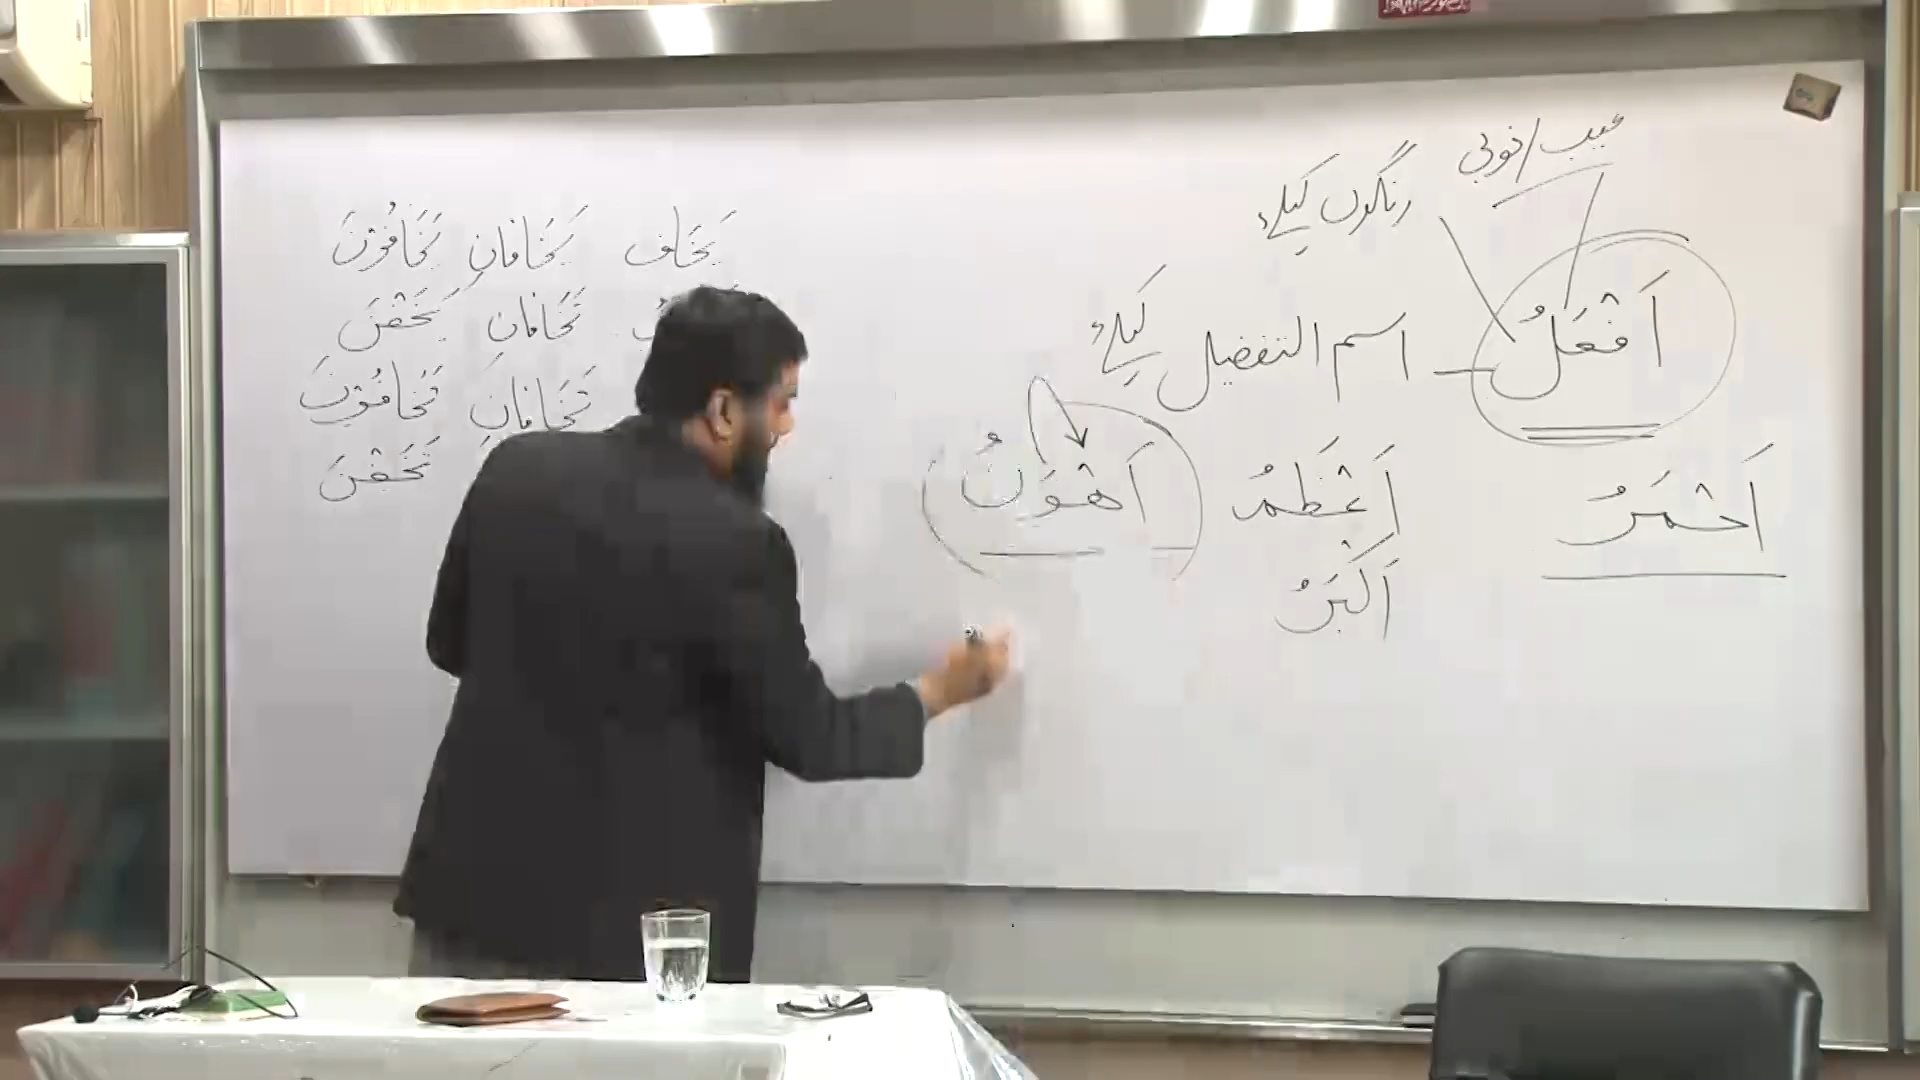 عیب/خوبی
رنگوں کیلئے
اَفْعَلُ
اسم التفضیل کیلئے
اَحْمَرُ
اَعْظَمُ
اَهْوَنُ
اَكْبَرُ
يَخَافُ يَخَافَانِ يَخَافُوْنَ
تَخَافَانِ يَخَفْنَ
تَخَافَانِ تَخَافُوْنَ
تَخَفْنَ